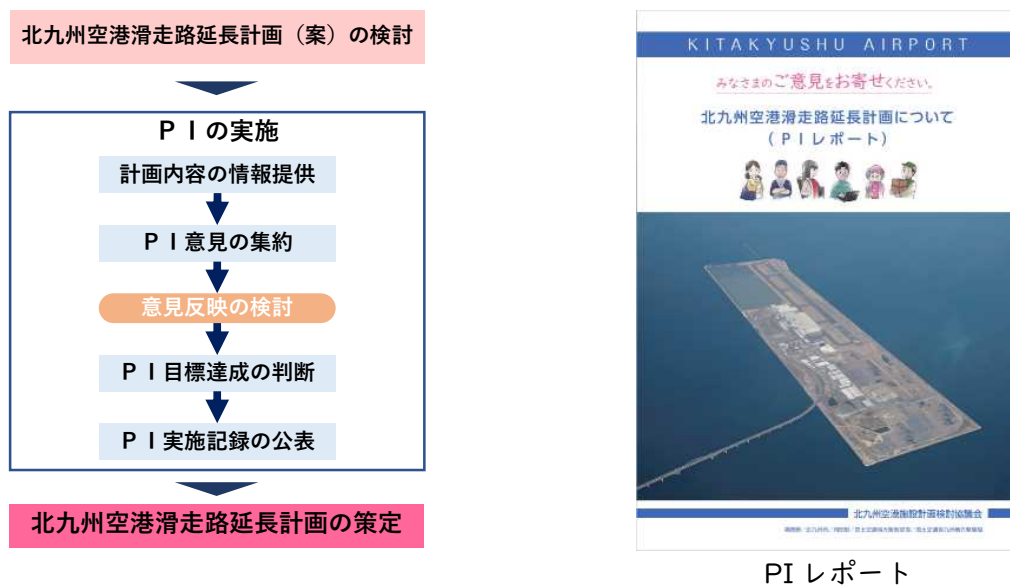 北九州空港滑走路延長計画（案）の検討
ＰＩの実施
計画内容の情報提供
ＰＩ意見の集約
意見反映の検討
ＰＩ目標達成の判断
ＰＩ実施記録の公表
北九州空港滑走路延長計画の策定
KITAKYUSHU AIRPORT
みなさまのご意見をお寄せください。
北九州空港滑走路延長計画について
（ＰＩレポート）
北九州空港施設計画検討協議会
PI レポート